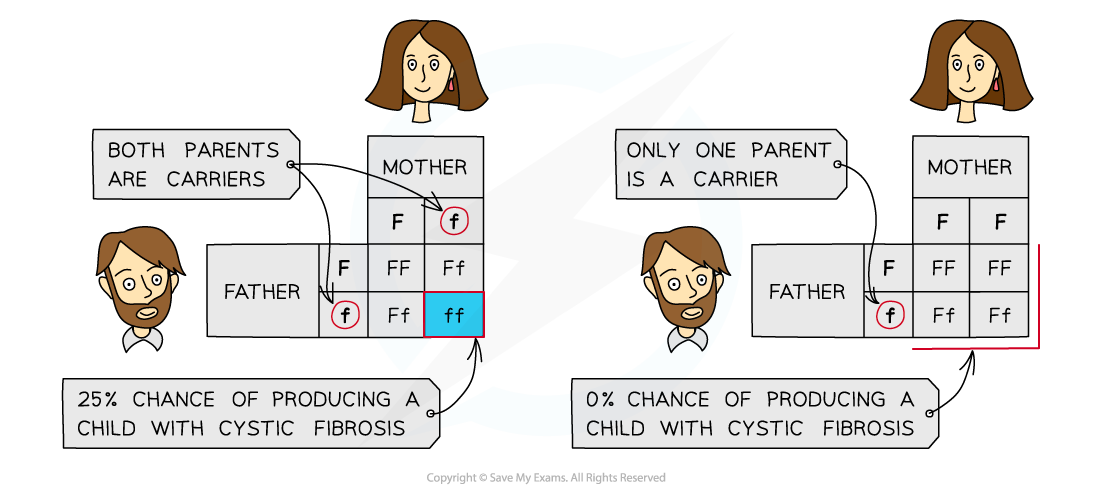 BOTH PARENTS
ARE CARRIERS
MOTHER
F f
FATHER
F FF Ff
f Ff ff
25% CHANCE OF PRODUCING A
CHILD WITH CYSTIC FIBROSIS
ONLY ONE PARENT
IS A CARRIER
MOTHER
F F
FATHER
F FF FF
f Ff Ff
0% CHANCE OF PRODUCING A
CHILD WITH CYSTIC FIBROSIS
Copyright © Save My Exams. All Rights Reserved